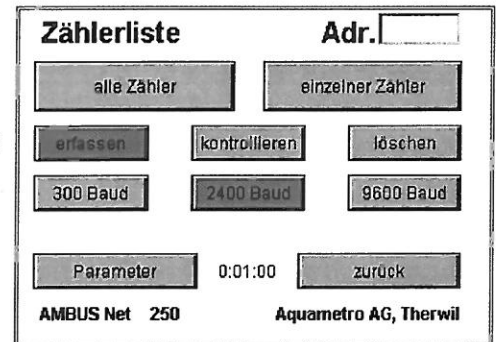 Zählerliste Adr.
alle Zähler einzelner Zähler
erfassen kontrollieren löschen
300 Baud 2400 Baud 9600 Baud
Parameter 0:01:00 zurück
AMBUS Net 250 Aquametro AG, Therwil